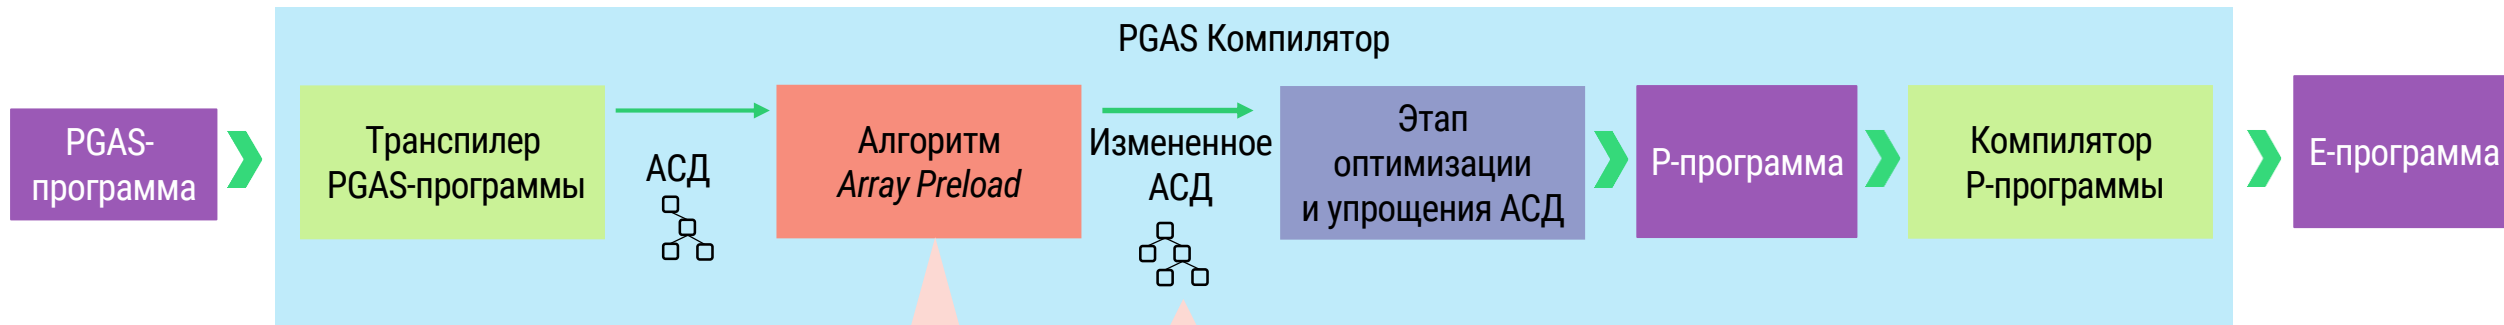 PGAS Компилятор
PGAS-
программа
Транспилер
PGAS-программы
АСД
Алгоритм
Array Preload
Измененное
АСД
Этап
оптимизации
и упрощения АСД
Р-программа
Компилятор
Р-программы
Е-программа